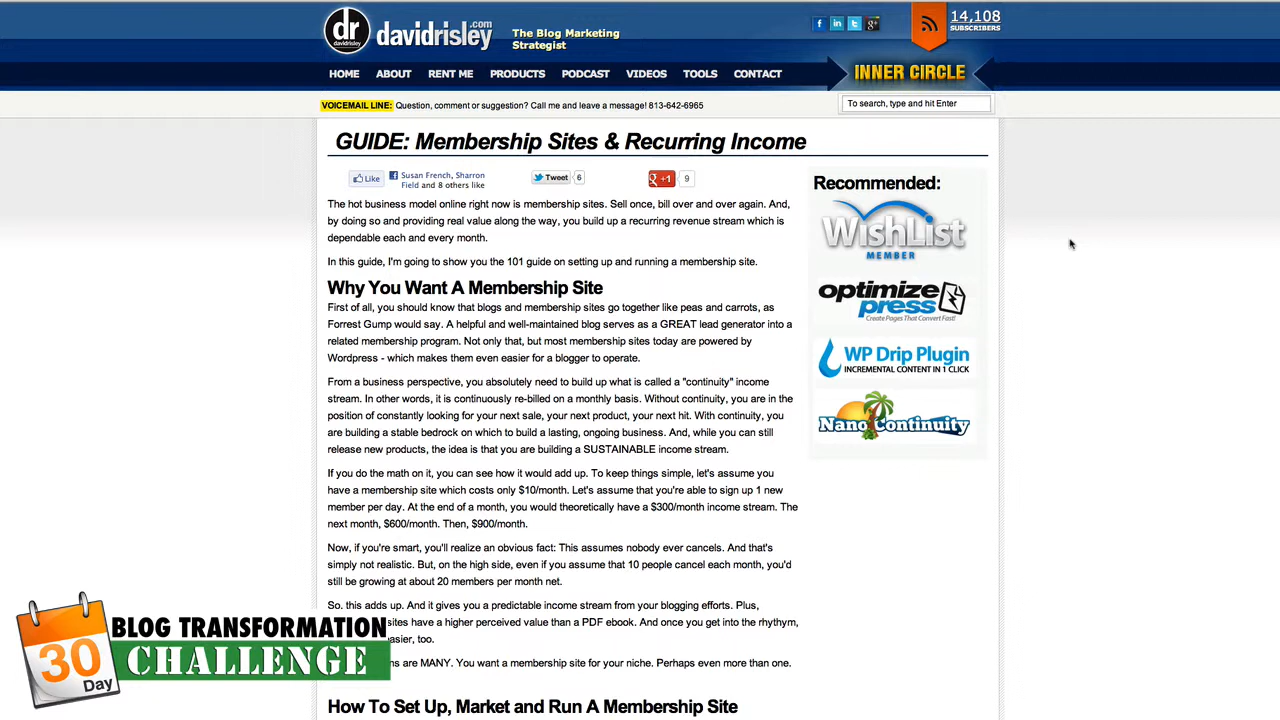 dr
davidrisley
davidrisley.com
The Blog Marketing
Strategist
14,108
SUBSCRIBERS
HOME ABOUT RENT ME PRODUCTS PODCAST VIDEOS TOOLS CONTACT
INNER CIRCLE
VOICEMAIL LINE: Question, comment or suggestion? Call me and leave a message! 813-642-6965
To search, type and hit Enter
GUIDE: Membership Sites & Recurring Income
Like
Susan French, Sharron
Field and 8 others like
Tweet 6
+1 9
The hot business model online right now is membership sites. Sell once, bill over and over again. And,
by doing so and providing real value along the way, you build up a recurring revenue stream which is
dependable each and every month.
In this guide, I'm going to show you the 101 guide on setting up and running a membership site.
Why You Want A Membership Site
First of all, you should know that blogs and membership sites go together like peas and carrots, as
Forrest Gump would say. A helpful and well-maintained blog serves as a GREAT lead generator into a
related membership program. Not only that, but most membership sites today are powered by
Wordpress - which makes them even easier for a blogger to operate.
From a business perspective, you absolutely need to build up what is called a "continuity" income
stream. In other words, it is continuously re-billed on a monthly basis. Without continuity, you are in the
position of constantly looking for your next sale, your next product, your next hit. With continuity, you
are building a stable bedrock on which to build a lasting, ongoing business. And, while you can still
release new products, the idea is that you are building a SUSTAINABLE income stream.
If you do the math on it, you can see how it would add up. To keep things simple, let's assume you
have a membership site which costs only $10/month. Let's assume that you're able to sign up 1 new
member per day. At the end of a month, you would theoretically have a $300/month income stream. The
next month, $600/month. Then, $900/month.
Now, if you're smart, you'll realize an obvious fact: This assumes nobody ever cancels. And that's
simply not realistic. But, on the high side, even if you assume that 10 people cancel each month, you'd
still be growing at about 20 members per month net.
So, this adds up. And it gives you a predictable income stream from your blogging efforts. Plus,
sites have a higher perceived value than a PDF ebook. And once you get into the rhythym,
easier, too.
are MANY. You want a membership site for your niche. Perhaps even more than one.
How To Set Up, Market and Run A Membership Site
Recommended:
WishList
MEMBER
optimize
press
Create Pages That Convert Fast!
WP Drip Plugin
INCREMENTAL CONTENT IN 1 CLICK
Nano Continuity
30
Day
BLOG TRANSFORMATION
CHALLENGE